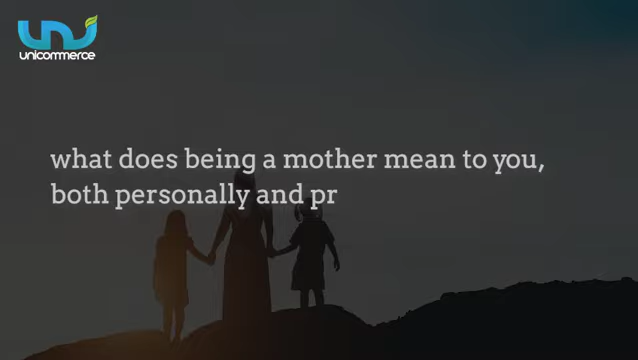 unicommerce
what does being a mother mean to you,
both personally and pr